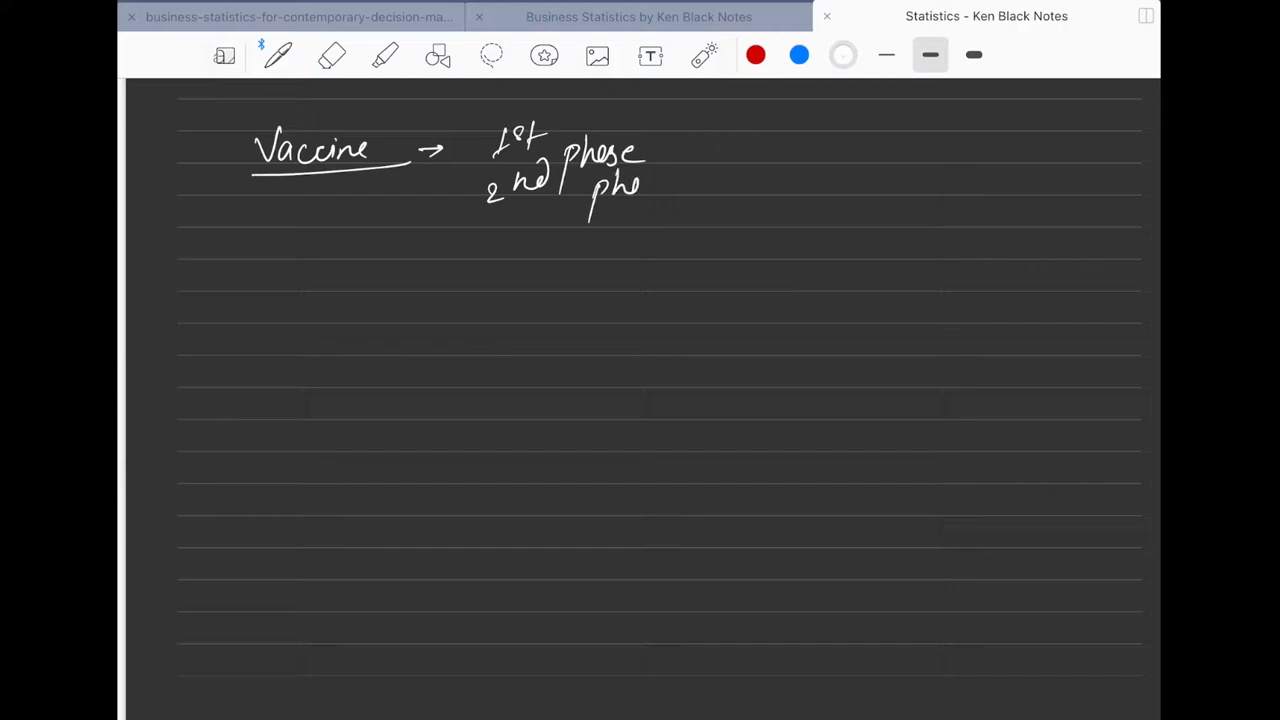 business-statistics-for-contemporary-decision-ma...
Business Statistics by Ken Black Notes
Statistics - Ken Black Notes
T
Vaccine → 1st phase
2nd pha